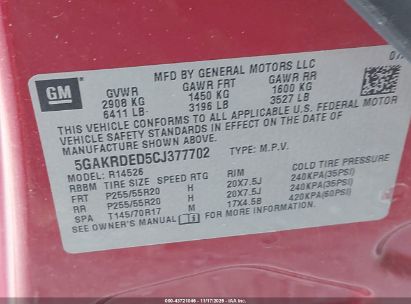 07/
MFD BY GENERAL MOTORS LLC
GM
GVWR GAWR FRT GAWR RR
2908 KG 1450 KG 1600 KG
6411 LB 3196 LB 3527 LB
THIS VEHICLE CONFORMS TO ALL APPLICABLE U.S. FEDERAL MOTOR
VEHICLE SAFETY STANDARDS IN EFFECT ON THE DATE OF
MANUFACTURE SHOWN ABOVE.
5GAKRDED5CJ377702 TYPE: M.P.V.
MODEL: R14526
RBBM TIRE SIZE SPEED RTG RIM COLD TIRE PRESSURE
FRT P255/55R20 H 20X7.5J 240KPA(35PSI)
RR P255/55R20 H 20X7.5J 240KPA(35PSI)
SPA T145/70R17 M 17X4.5B 420KPA(60PSI)
SEE OWNER'S MANUAL FOR MORE INFORMATION.